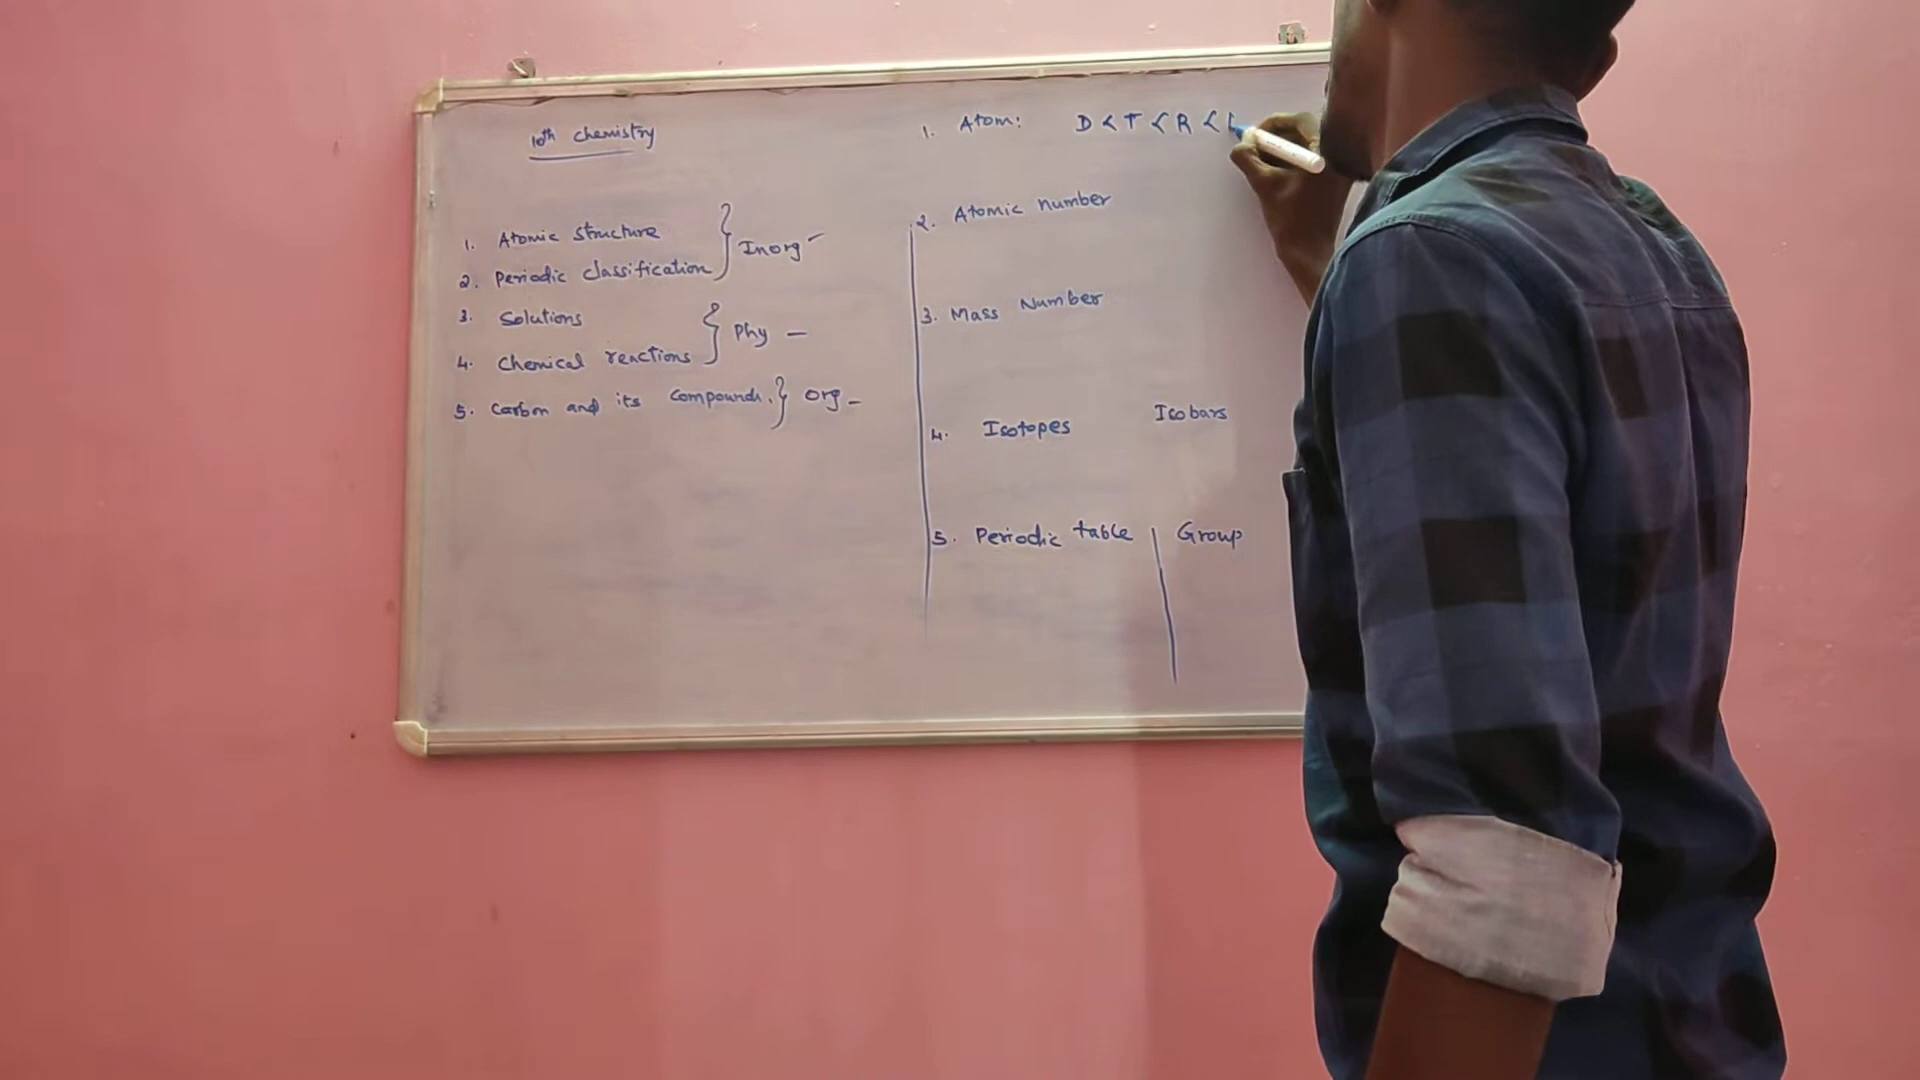 10th chemistry
1. Atomic structure
2. Periodic classification
} Inorg -
3. Solutions
4. Chemical reactions
} Phy -
5. Carbon and its compounds. } Org -
1. Atom: D < T < R <
2. Atomic number
3. Mass Number
4. Isotopes Isobars
5. Periodic table | Group